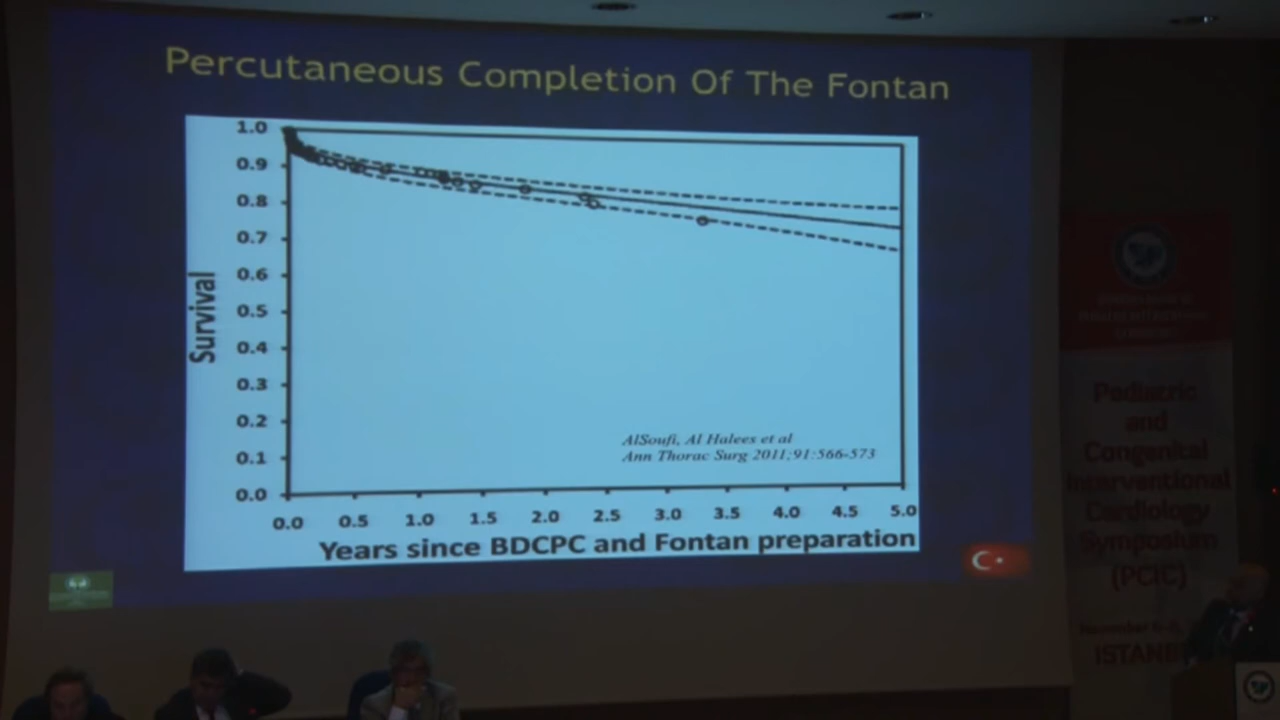 Percutaneous Completion Of The Fontan
1.0
0.9
0.8
0.7
0.6
0.5
0.4
0.3
0.2
0.1
0.0
Survival
AlSoufi, Al Halees et al
Ann Thorac Surg 2011;91:566-573
0.0 0.5 1.0 1.5 2.0 2.5 3.0 3.5 4.0 4.5 5.0
Years since BDCPC and Fontan preparation
Pediatric
and
Congenital
Interventional
Cardiology
Symposium
(PCIC)
November